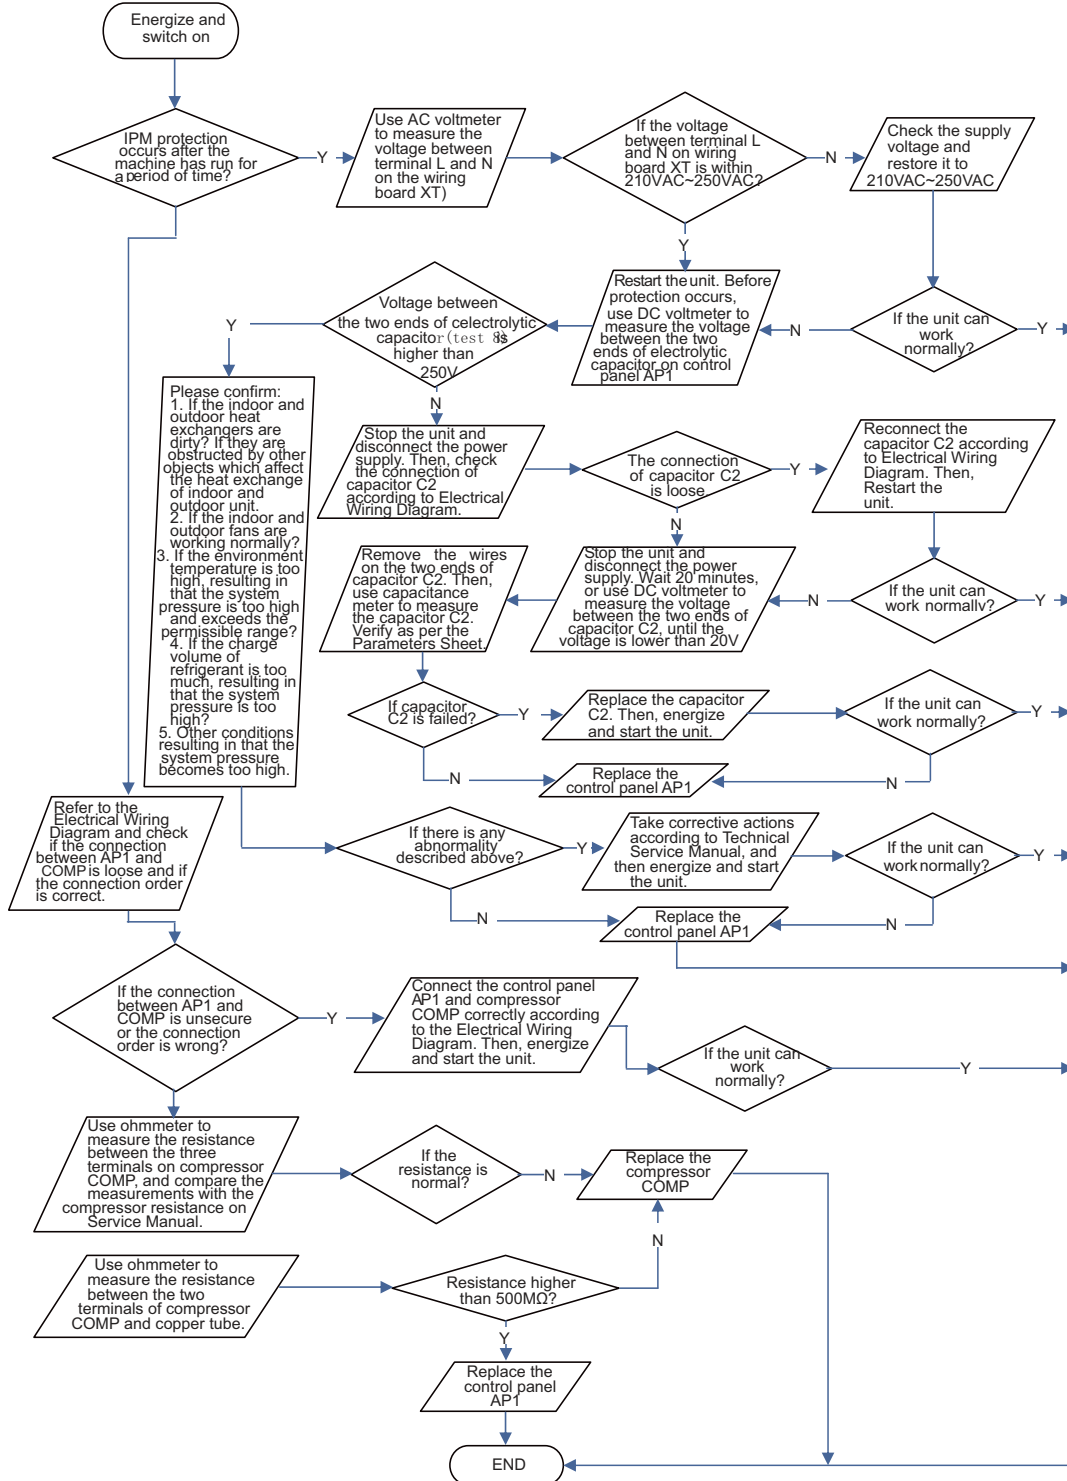 Energize and
switch on
IPM protection
occurs after the
machine has run for
a period of time?
Y
Use AC voltmeter
to measure the
voltage between
terminal L and N
on the wiring
board XT)
If the voltage
between terminal L
and N on wiring
board XT is within
210VAC~250VAC?
N
Check the supply
voltage and
restore it to
210VAC~250VAC
Y
If the unit can
work
normally?
Y
N
Restart the unit. Before
protection occurs,
use DC voltmeter to
measure the voltage
between the two
ends of electrolytic
capacitor on control
panel AP1
Voltage between
the two ends of celectrolytic
capacitor(test 8) is
higher than
250V
Y
N
Please confirm:
1. If the indoor and
outdoor heat
exchangers are
dirty? If they are
obstructed by other
objects which affect
the heat exchange
of indoor and
outdoor unit.
2. If the indoor and
outdoor fans are
working normally?
3. If the environment
temperature is too
high, resulting in
that the system
pressure is too high
and exceeds the
permissible range?
4. If the charge
volume of
refrigerant is too
much, resulting in
that the system
pressure is too
high?
5. Other conditions
resulting in that the
system pressure
becomes too high.
Stop the unit and
disconnect the power
supply. Then, check
the connection of
capacitor C2
according to Electrical
Wiring Diagram.
The connection
of capacitor C2
is loose
Y
Reconnect the
capacitor C2 according
to Electrical Wiring
Diagram. Then,
Restart the
unit.
N
If the unit can
work normally?
Y
N
Stop the unit and
disconnect the power
supply. Wait 20 minutes,
or use DC voltmeter to
measure the voltage
between the two ends of
capacitor C2, until the
voltage is lower than 20V
Remove the wires
on the two ends of
capacitor C2. Then,
use capacitance
meter to measure
the capacitor C2.
Verify as per the
Parameters Sheet.
If capacitor
C2 is failed?
Y
Replace the capacitor
C2. Then, energize
and start the unit.
If the unit can
work normally?
Y
N
Replace the
control panel AP1
N
Refer to the
Electrical Wiring
Diagram and check
if the connection
between AP1 and
COMP is loose and if
the connection order
is correct.
If there is any
abnormality
described above?
Y
Take corrective actions
according to Technical
Service Manual, and
then energize and start
the unit.
If the unit can
work normally?
Y
N
Replace the
control panel AP1
N
If the connection
between AP1 and
COMP is unsecure
or the connection
order is wrong?
Y
Connect the control panel
AP1 and compressor
COMP correctly according
to the Electrical Wiring
Diagram. Then, energize
and start the unit.
If the unit can
work
normally?
Y
Use ohmmeter to
measure the resistance
between the three
terminals on compressor
COMP, and compare the
measurements with the
compressor resistance on
Service Manual.
If the
resistance is
normal?
N
Replace the
compressor
COMP
N
Use ohmmeter to
measure the resistance
between the two
terminals of compressor
COMP and copper tube.
Resistance higher
than 500MΩ?
Y
Replace the
control panel
AP1
END